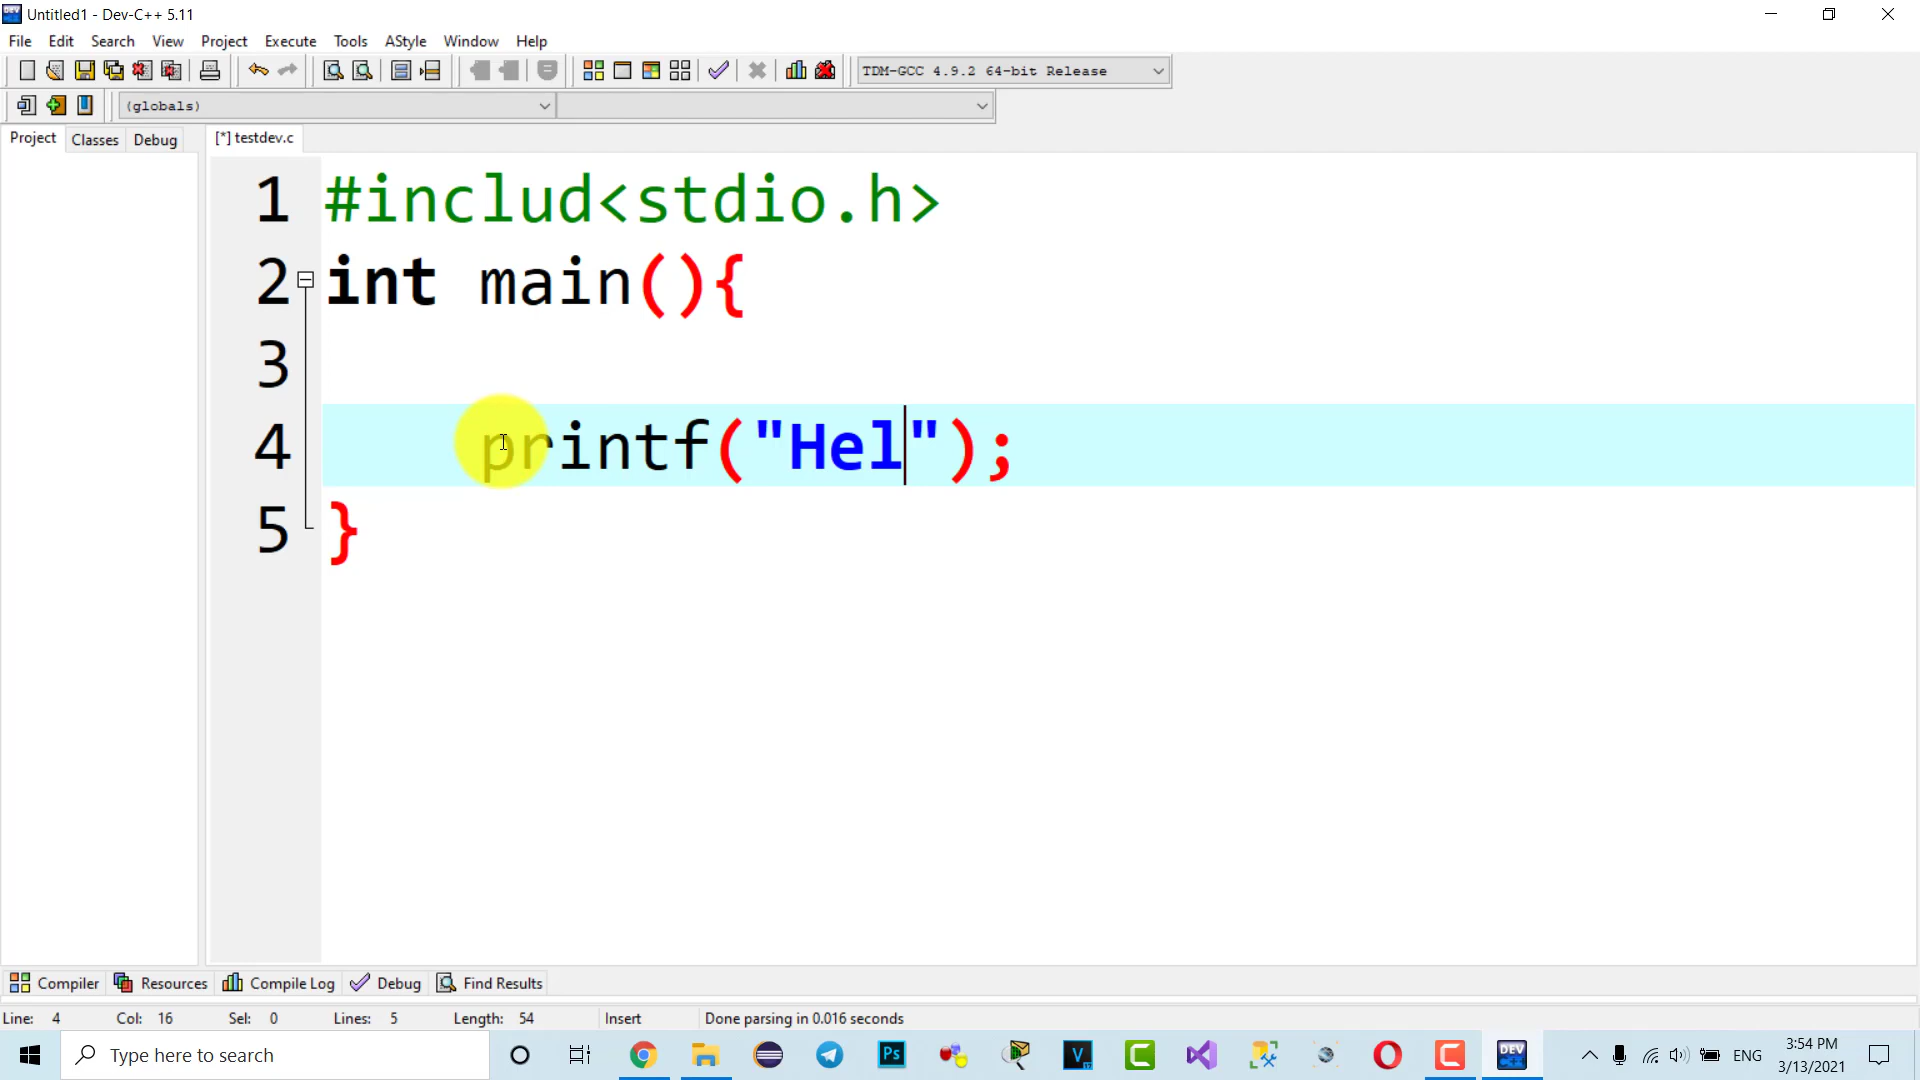 Untitled1 - Dev-C++ 5.11
File Edit Search View Project Execute Tools AStyle Window Help
TDM-GCC 4.9.2 64-bit Release
(globals)
Project Classes Debug [*] testdev.c
1 #includ<stdio.h>
2 int main(){
3
4 printf("Hel");
5 }
Compiler Resources Compile Log Debug Find Results
Line: 4 Col: 16 Sel: 0 Lines: 5 Length: 54 Insert Done parsing in 0.016 seconds
Type here to search Ps V DEV C++ ENG 3:54 PM
3/13/2021